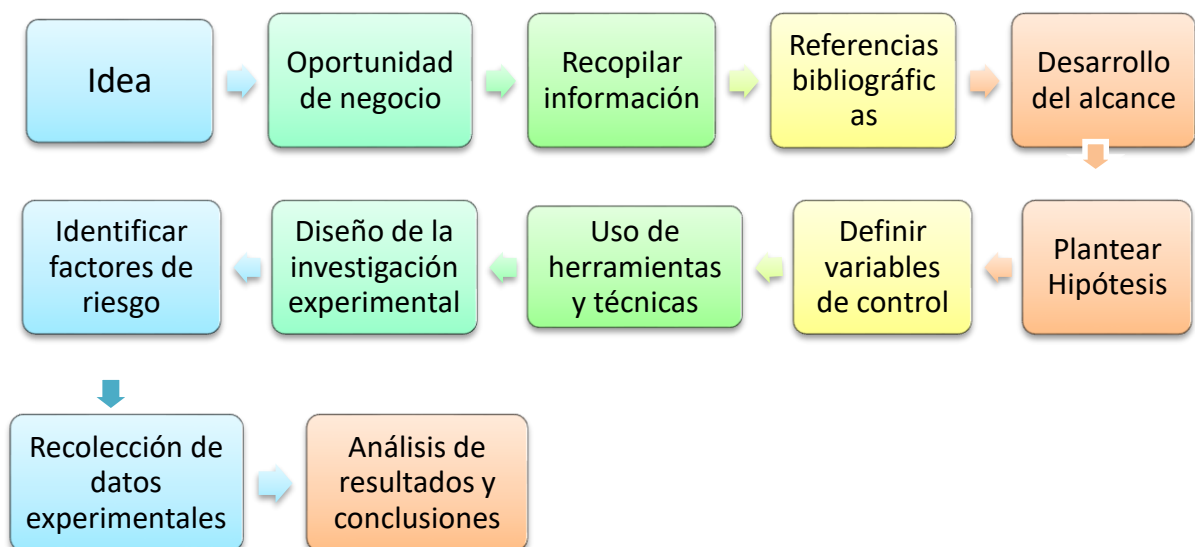 Idea
Oportunidad
de negocio
Recopilar
información
Referencias
bibliográfic
as
Desarrollo
del alcance
Identificar
factores de
riesgo
Diseño de la
investigación
experimental
Uso de
herramientas
y técnicas
Definir
variables
de control
Plantear
Hipótesis
Recolección de
datos
experimentales
Análisis de
resultados y
conclusiones